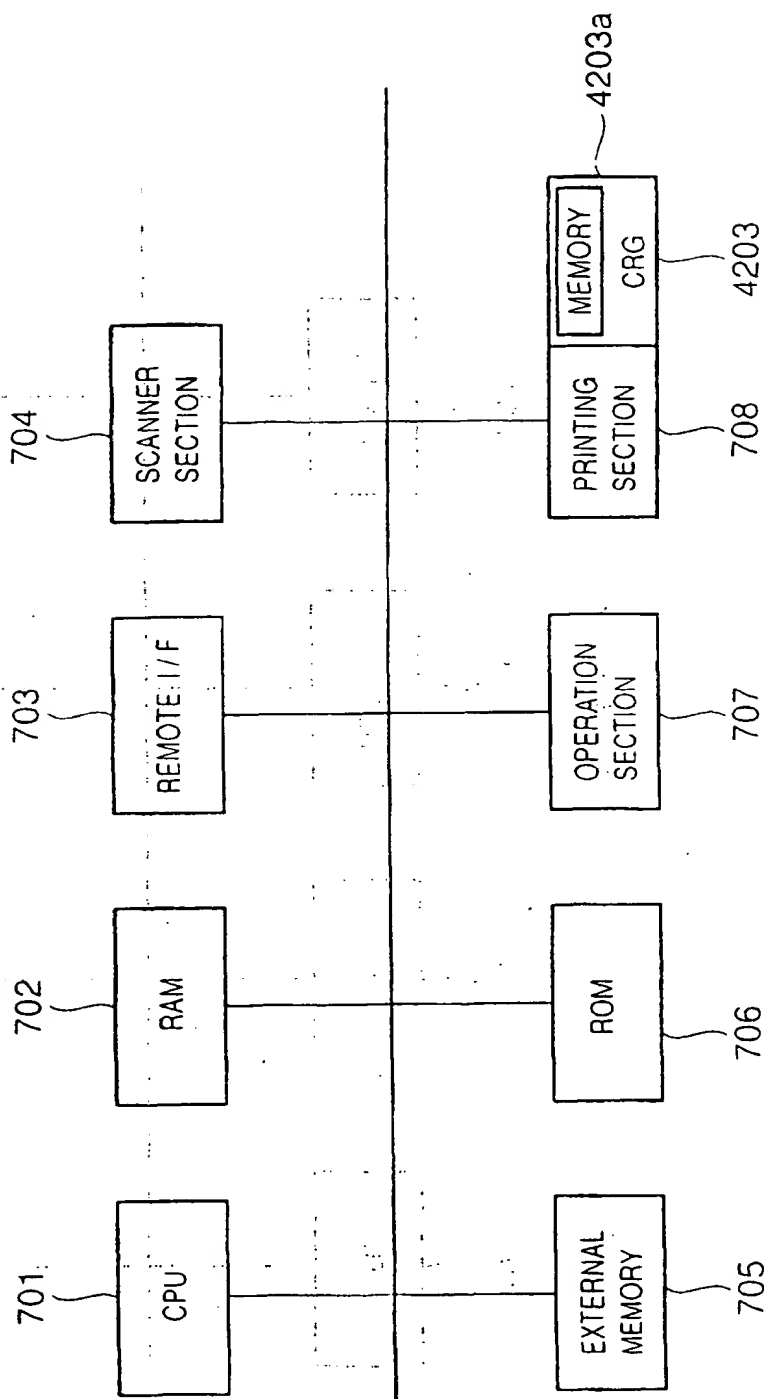 701
CPU
702
RAM
703
REMOTE I/F
704
SCANNER
SECTION
EXTERNAL
MEMORY
705
ROM
706
OPERATION
SECTION
707
PRINTING
SECTION
708
MEMORY
CRG
4203
4203a